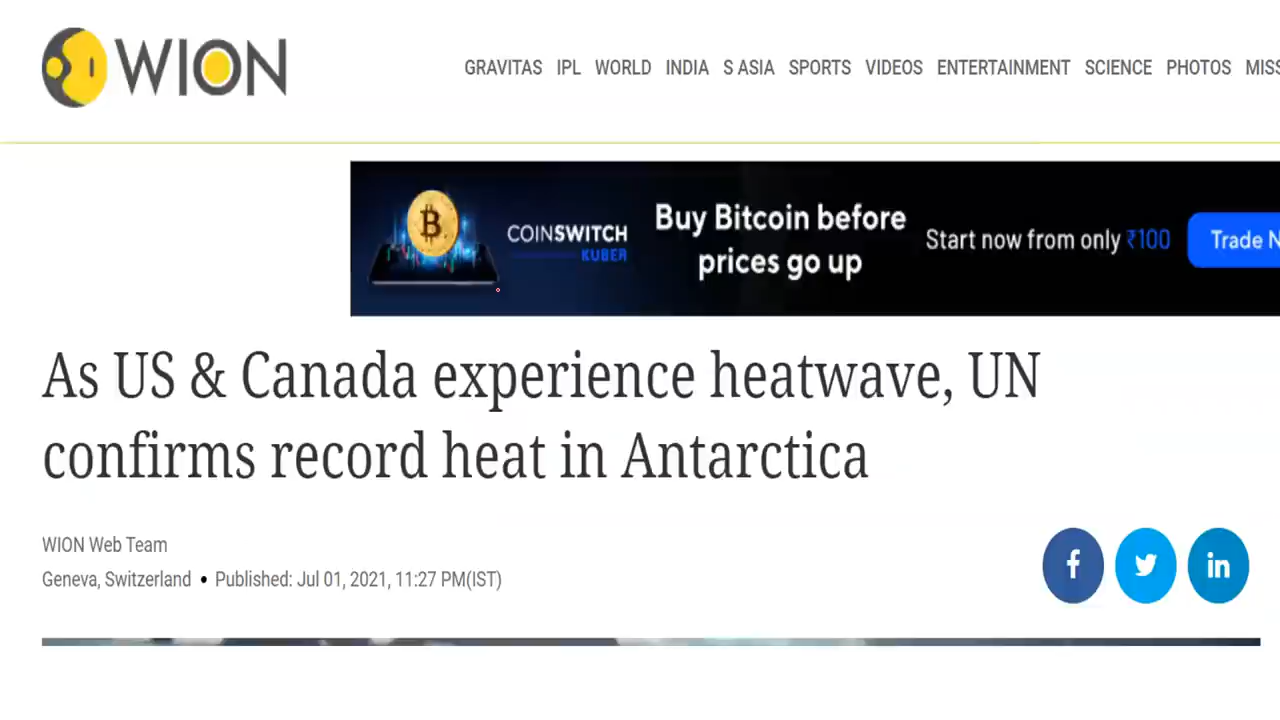 WION
GRAVITAS IPL WORLD INDIA S ASIA SPORTS VIDEOS ENTERTAINMENT SCIENCE PHOTOS MISS
COINSWITCH
KUBER
Buy Bitcoin before
prices go up
Start now from only ₹100
Trade N
As US & Canada experience heatwave, UN
confirms record heat in Antarctica
WION Web Team
Geneva, Switzerland • Published: Jul 01, 2021, 11:27 PM(IST)